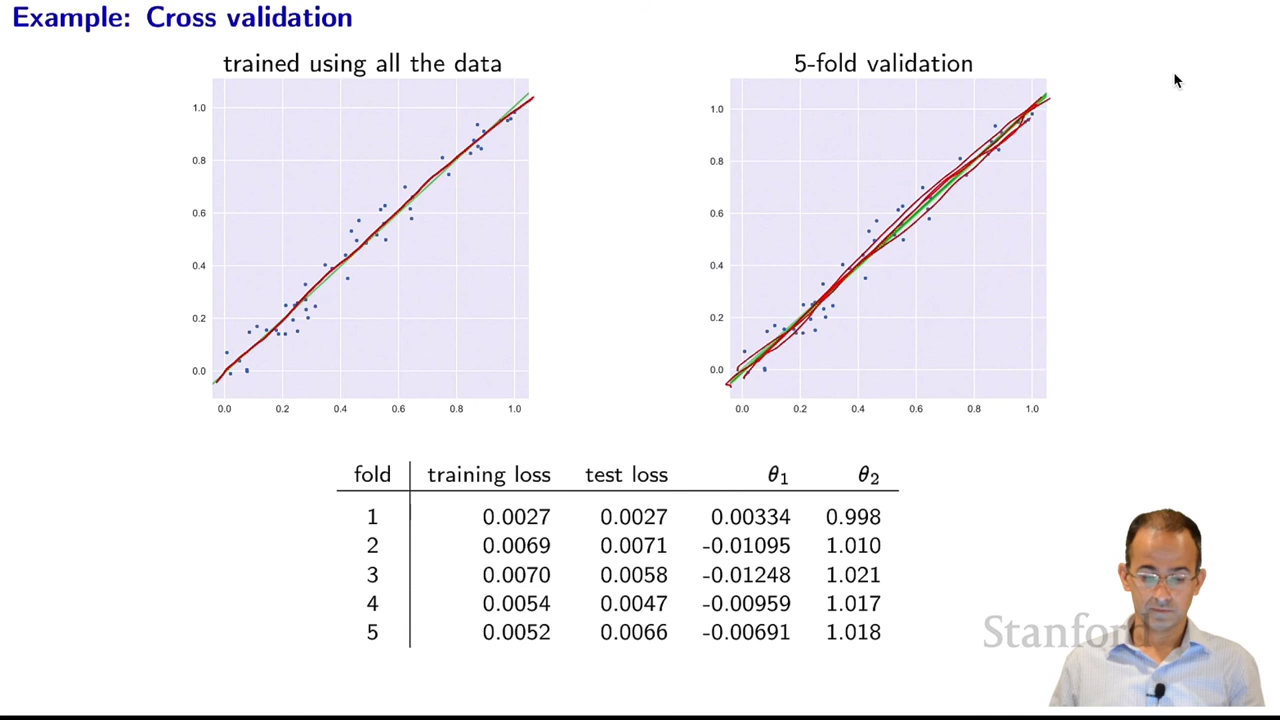 Example: Cross validation
trained using all the data
5-fold validation
1.0
0.8
0.6
0.4
0.2
0.0
0.0 0.2 0.4 0.6 0.8 1.0
1.0
0.8
0.6
0.4
0.2
0.0
0.0 0.2 0.4 0.6 0.8 1.0
fold training loss test loss θ₁ θ₂
1 0.0027 0.0027 0.00334 0.998
2 0.0069 0.0071 -0.01095 1.010
3 0.0070 0.0058 -0.01248 1.021
4 0.0054 0.0047 -0.00959 1.017
5 0.0052 0.0066 -0.00691 1.018
Stanford